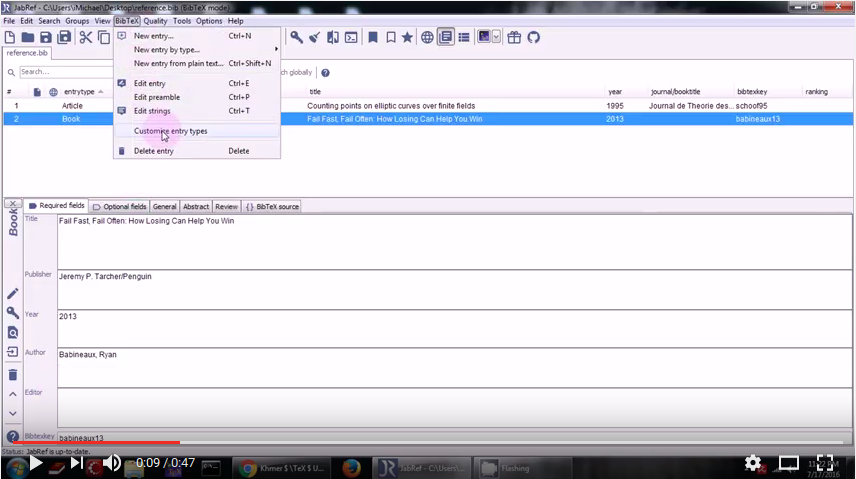 JabRef - C:\Users\Michael\Desktop\reference.bib (BibTeX mode)
File Edit Search Groups View BibTeX Quality Tools Options Help
reference.bib
New entry... Ctrl+N
New entry by type...
New entry from plain text... Ctrl+Shift+N
Edit entry Ctrl+E
Edit preamble Ctrl+P
Edit strings Ctrl+T
Customize entry types
Delete entry Delete
Search... ch globally
# entrytype title year journal/booktitle bibtexkey ranking
1 Article Counting points on elliptic curves over finite fields 1995 Journal de Theorie des... schoof95
2 Book Fail Fast, Fail Often: How Losing Can Help You Win 2013 babineaux13
Book
Required fields Optional fields General Abstract Review {} BibTeX source
Title Fail Fast, Fail Often: How Losing Can Help You Win
Publisher Jeremy P. Tarcher/Penguin
Year 2013
Author Babineaux, Ryan
Editor
Bibtexkey babineaux13
Status: JabRef is up-to-date.
0:09 / 0:47
Khmer $ \TeX $ U... JabRef - C:\Users\... Flashing
7/17/2016